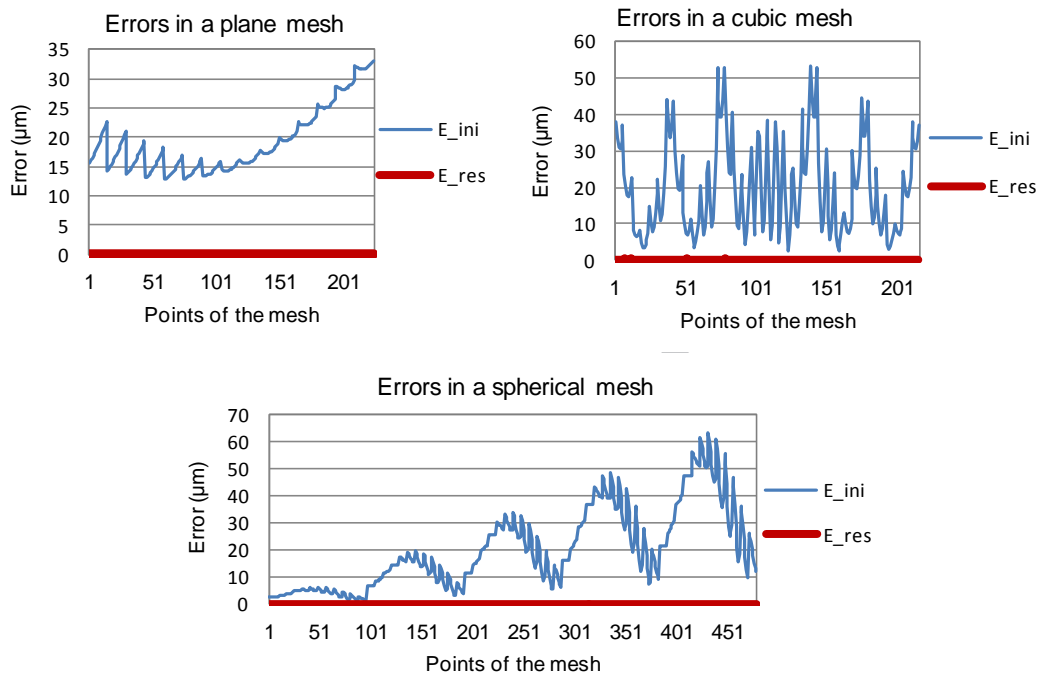 Errors in a plane mesh
35
30
25
20
15
10
5
0
Error (µm)
1 51 101 151 201
Points of the mesh
E_ini
E_res
Errors in a cubic mesh
60
50
40
30
20
10
0
Error (µm)
1 51 101 151 201
Points of the mesh
E_ini
E_res
Errors in a spherical mesh
70
60
50
40
30
20
10
0
Error (µm)
1 51 101 151 201 251 301 351 401 451
Points of the mesh
E_ini
E_res